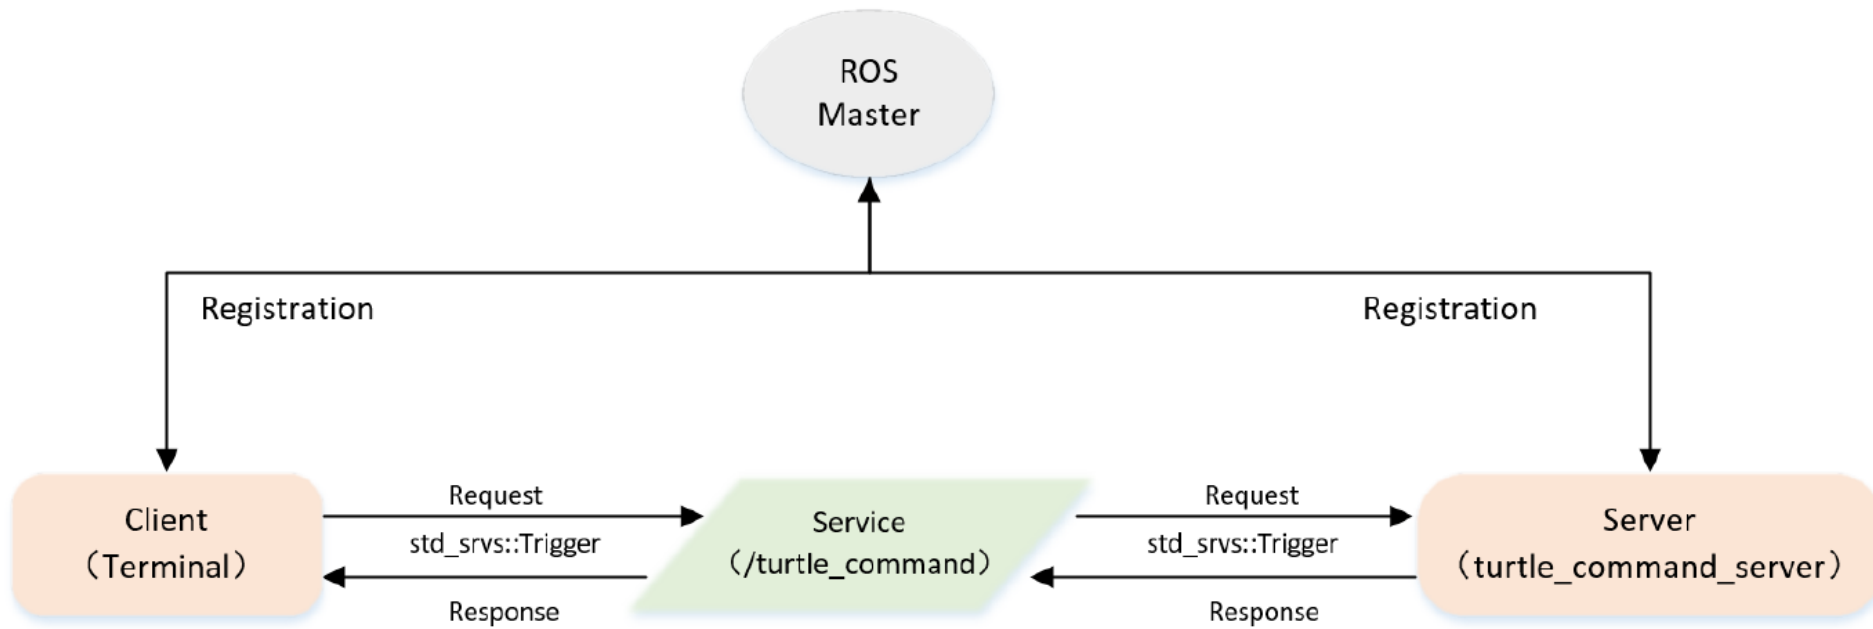 ROS
Master
Registration
Registration
Client
（Terminal）
Request
std_srvs::Trigger
Response
Service
（/turtle_command）
Request
std_srvs::Trigger
Response
Server
（turtle_command_server）